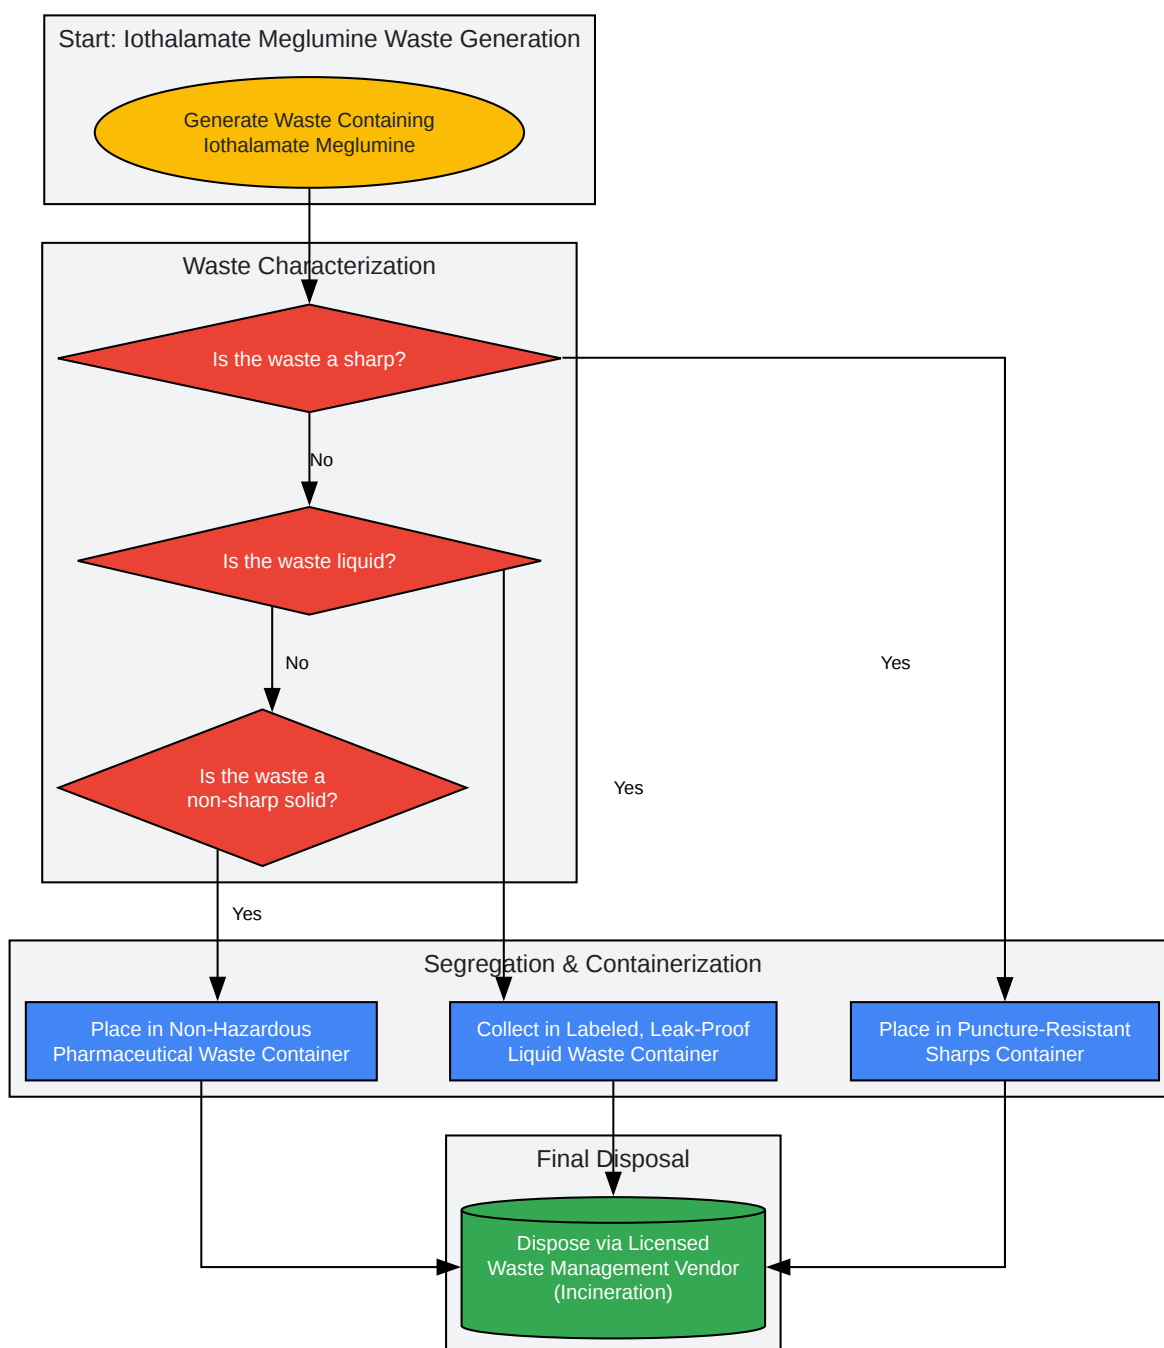 Start: Iothalamate Meglumine Waste Generation
Generate Waste Containing
Iothalamate Meglumine
Waste Characterization
Is the waste a sharp?
No
Is the waste liquid?
No
Yes
Is the waste a
non-sharp solid?
Yes
Yes
Segregation & Containerization
Place in Non-Hazardous
Pharmaceutical Waste Container
Collect in Labeled, Leak-Proof
Liquid Waste Container
Place in Puncture-Resistant
Sharps Container
Final Disposal
Dispose via Licensed
Waste Management Vendor
(Incineration)